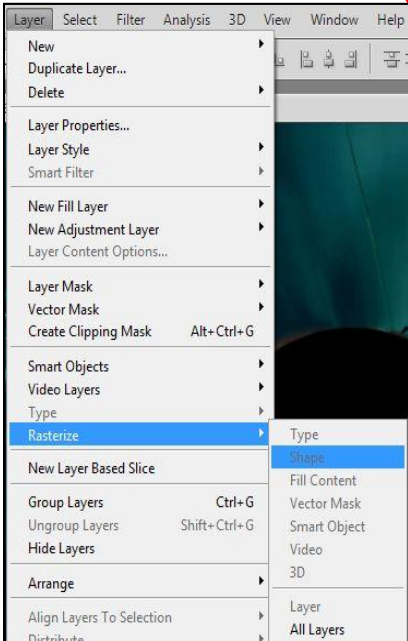 Layer Select Filter Analysis 3D View Window Help
New
Duplicate Layer...
Delete
Layer Properties...
Layer Style
Smart Filter
New Fill Layer
New Adjustment Layer
Layer Content Options...
Layer Mask
Vector Mask
Create Clipping Mask Alt+Ctrl+G
Smart Objects
Video Layers
Type
Rasterize
New Layer Based Slice
Group Layers Ctrl+G
Ungroup Layers Shift+Ctrl+G
Hide Layers
Arrange
Align Layers To Selection
Distribute
Type
Shape
Fill Content
Vector Mask
Smart Object
Video
3D
Layer
All Layers